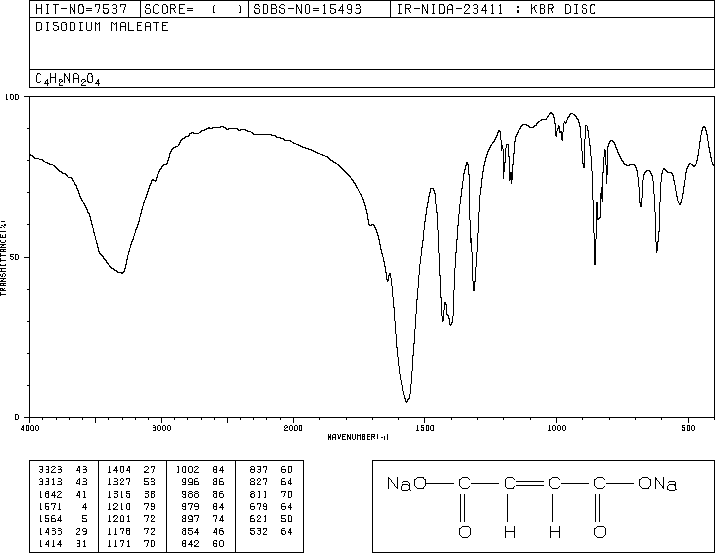 HIT-NO=7537 SCORE= ( ) SDBS-NO=15493 IR-NIDA-23411 : KBR DISC
DISODIUM MALEATE
C4H2NA2O4
100
50
0
TRANSMITTANCE(%)
4000 3000 2000 1500 1000 500
WAVENUMBER(-1)
3323 43 1404 27 1002 84 837 60
3313 43 1327 53 996 86 827 64
1642 41 1315 38 988 86 811 70
1571 4 1210 79 979 84 679 64
1564 5 1201 72 897 74 621 50
1433 29 1178 72 854 46 532 64
1414 31 1171 70 842 60
NaO C C C C ONa
O H H O